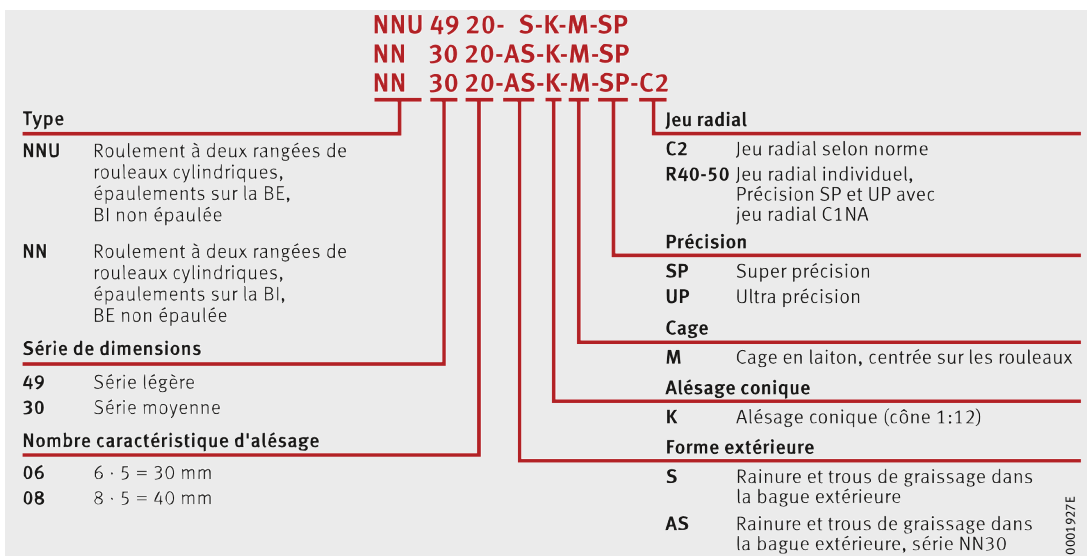 NNU 49 20- S-K-M-SP
NN 30 20-AS-K-M-SP
NN 30 20-AS-K-M-SP-C2
Type
NNU Roulement à deux rangées de
rouleaux cylindriques,
épaulements sur la BE,
BI non épaulée
NN Roulement à deux rangées de
rouleaux cylindriques,
épaulements sur la BI,
BE non épaulée
Série de dimensions
49 Série légère
30 Série moyenne
Nombre caractéristique d'alésage
06 6 · 5 = 30 mm
08 8 · 5 = 40 mm
Jeu radial
C2 Jeu radial selon norme
R40-50 Jeu radial individuel,
Précision SP et UP avec
jeu radial C1NA
Précision
SP Super précision
UP Ultra précision
Cage
M Cage en laiton, centrée sur les rouleaux
Alésage conique
K Alésage conique (cône 1:12)
Forme extérieure
S Rainure et trous de graissage dans
la bague extérieure
AS Rainure et trous de graissage dans
la bague extérieure, série NN30
0001927E